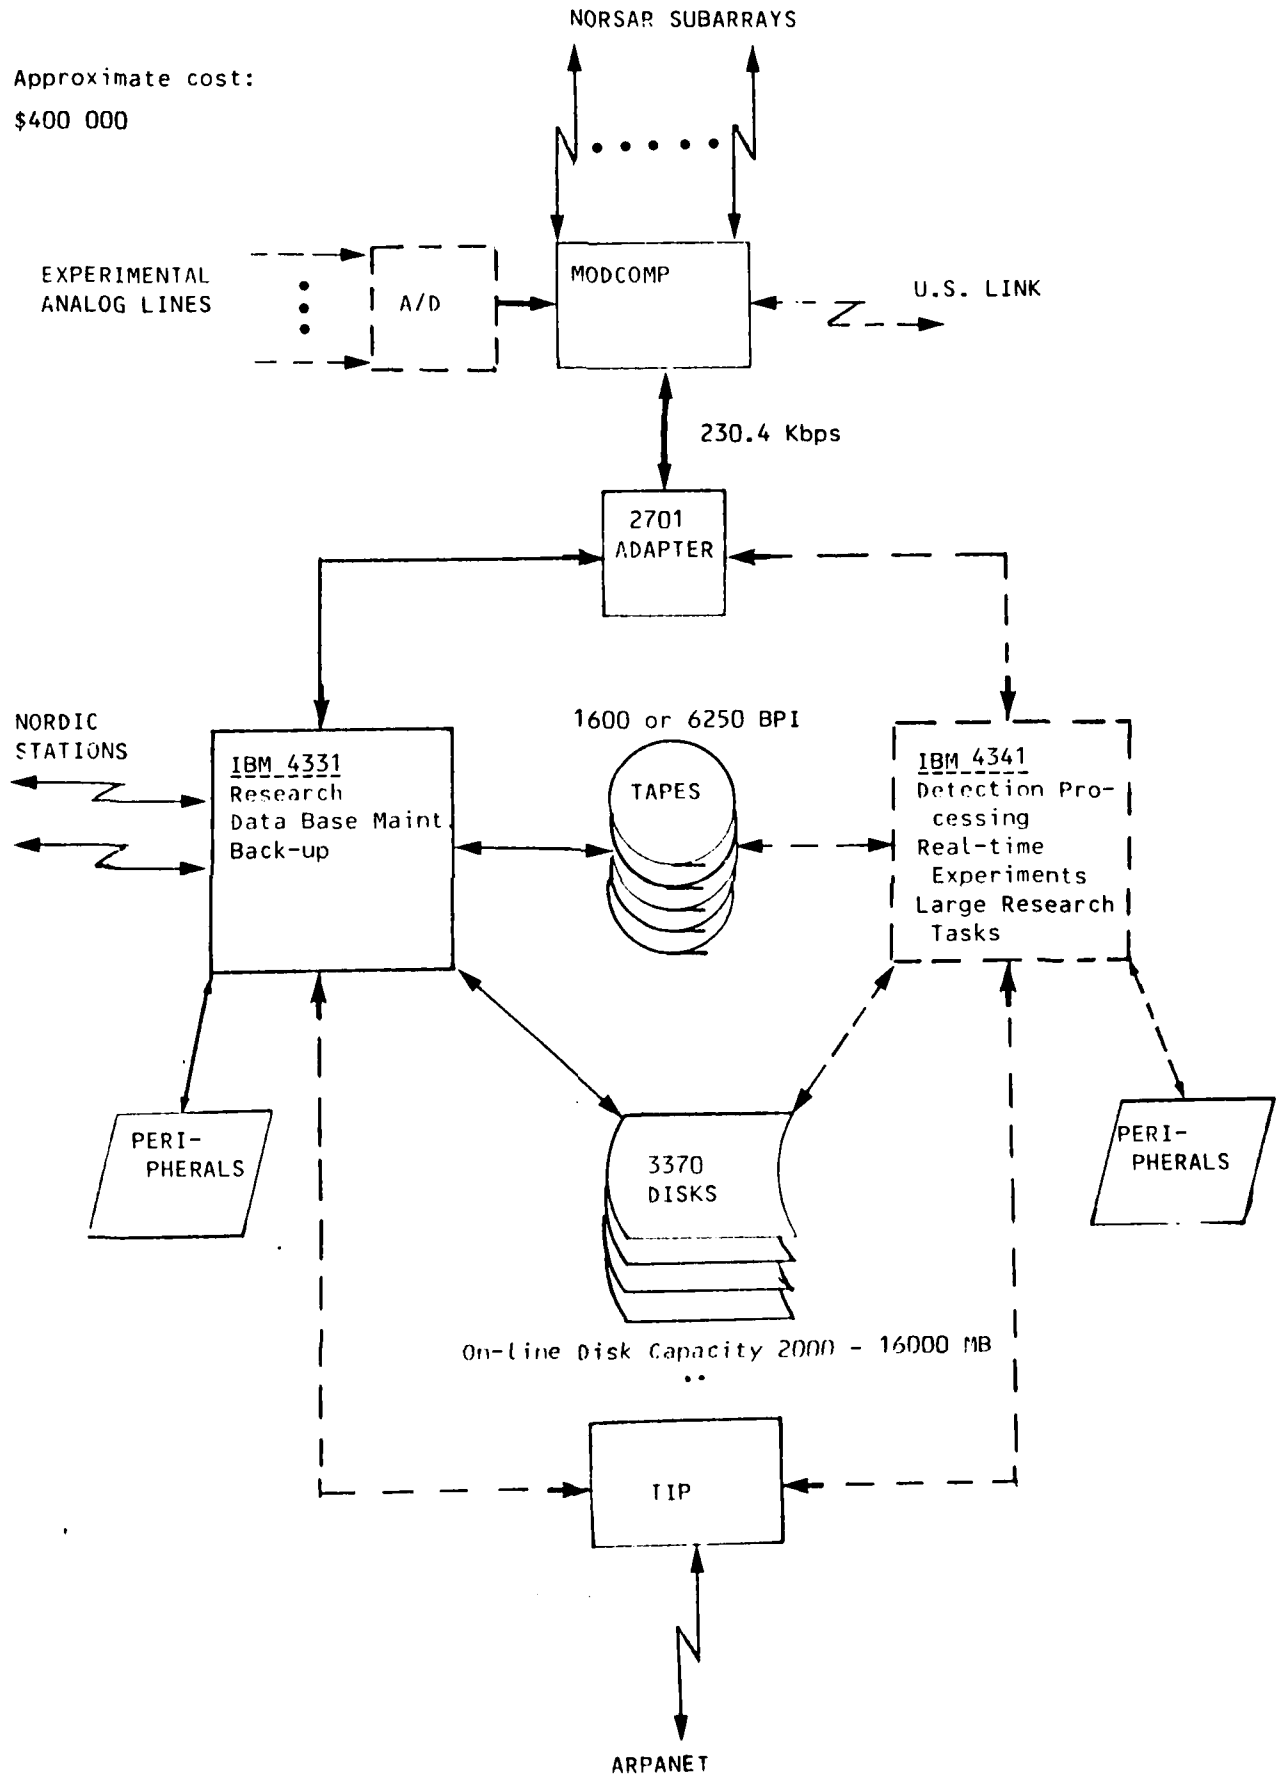 NORSAR SUBARRAYS
Approximate cost:
$400 000
MODCOMP
EXPERIMENTAL
ANALOG LINES
A/D
U.S. LINK
230.4 Kbps
2701
ADAPTER
NORDIC
STATIONS
1600 or 6250 BPI
IBM 4331
Research
Data Base Maint.
Back-up
TAPES
IBM 4341
Detection Pro-
cessing
Real-time
Experiments
Large Research
Tasks
PERI-
PHERALS
3370
DISKS
PERI-
PHERALS
On-line Disk Capacity 2000 - 16000 MB
TIP
ARPANET